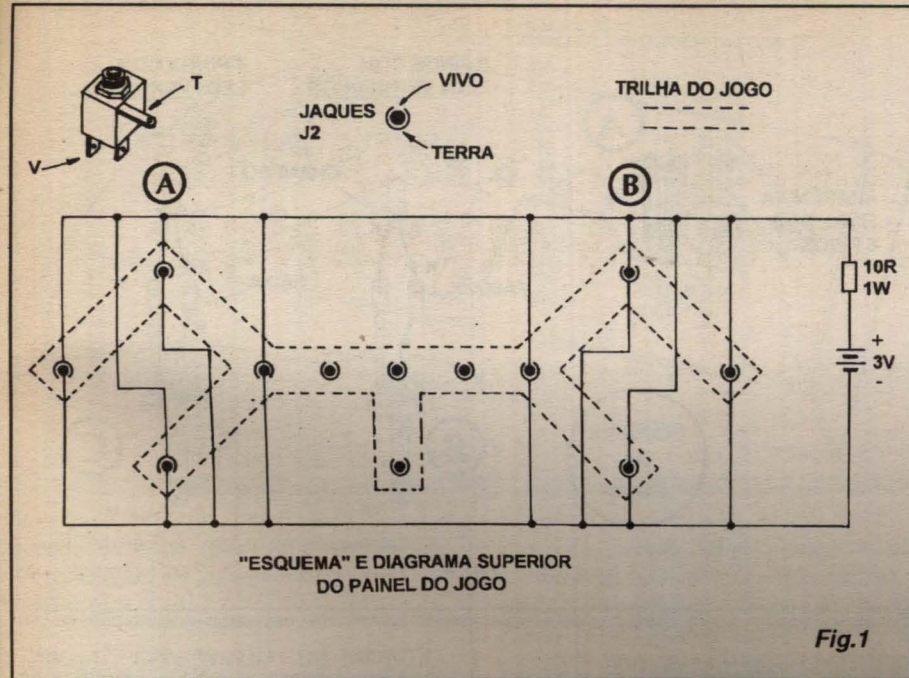 T
V
JAQUES
J2
VIVO
TERRA
TRILHA DO JOGO
A
B
10R
1W
+
3V
-
"ESQUEMA" E DIAGRAMA SUPERIOR
DO PAINEL DO JOGO
Fig.1